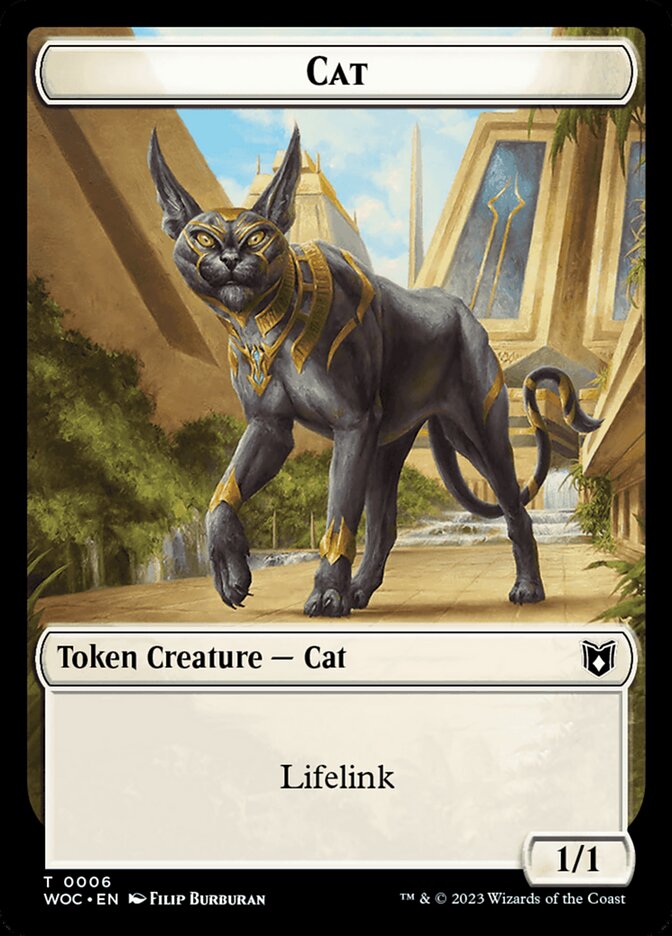 Cat
Token Creature — Cat
Lifelink
1/1
T 0006
WOC • EN Filip Burburan
™ & © 2023 Wizards of the Coast